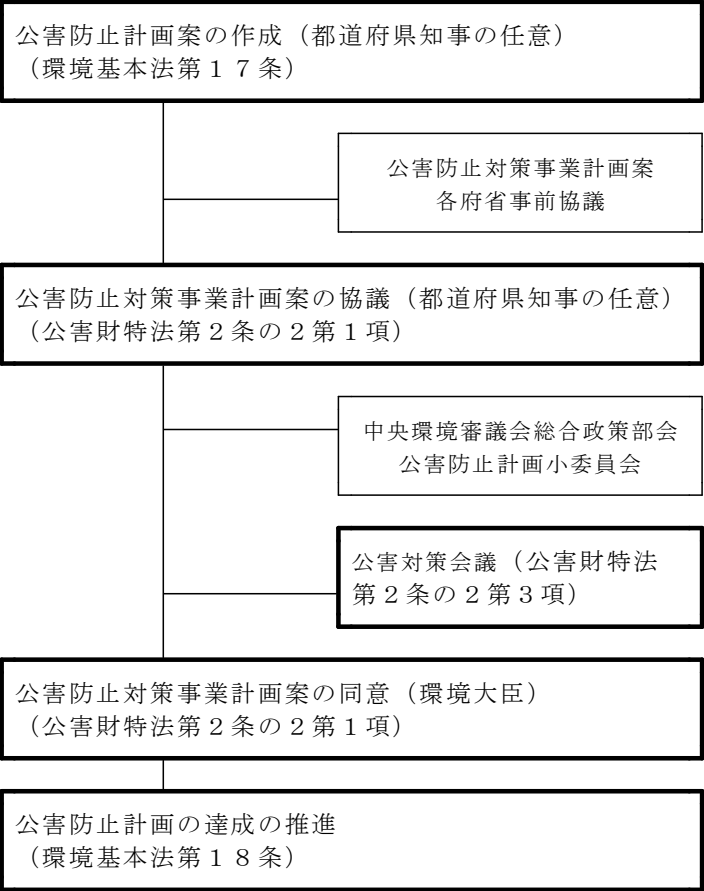 公害防止計画案の作成（都道府県知事の任意）
（環境基本法第１７条）
公害防止対策事業計画案
各府省事前協議
公害防止対策事業計画案の協議（都道府県知事の任意）
（公害財特法第２条の２第１項）
中央環境審議会総合政策部会
公害防止計画小委員会
公害対策会議（公害財特法
第２条の２第３項）
公害防止対策事業計画案の同意（環境大臣）
（公害財特法第２条の２第１項）
公害防止計画の達成の推進
（環境基本法第１８条）